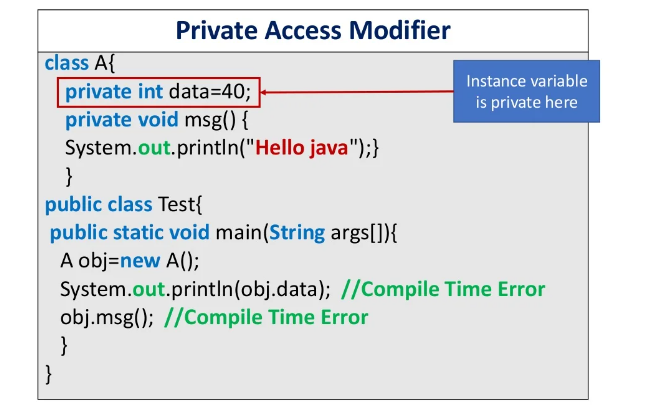 Private Access Modifier
class A{
private int data=40;
Instance variable
is private here
private void msg() {
System.out.println("Hello java");}
}
public class Test{
public static void main(String args[]){
A obj=new A();
System.out.println(obj.data); //Compile Time Error
obj.msg(); //Compile Time Error
}
}